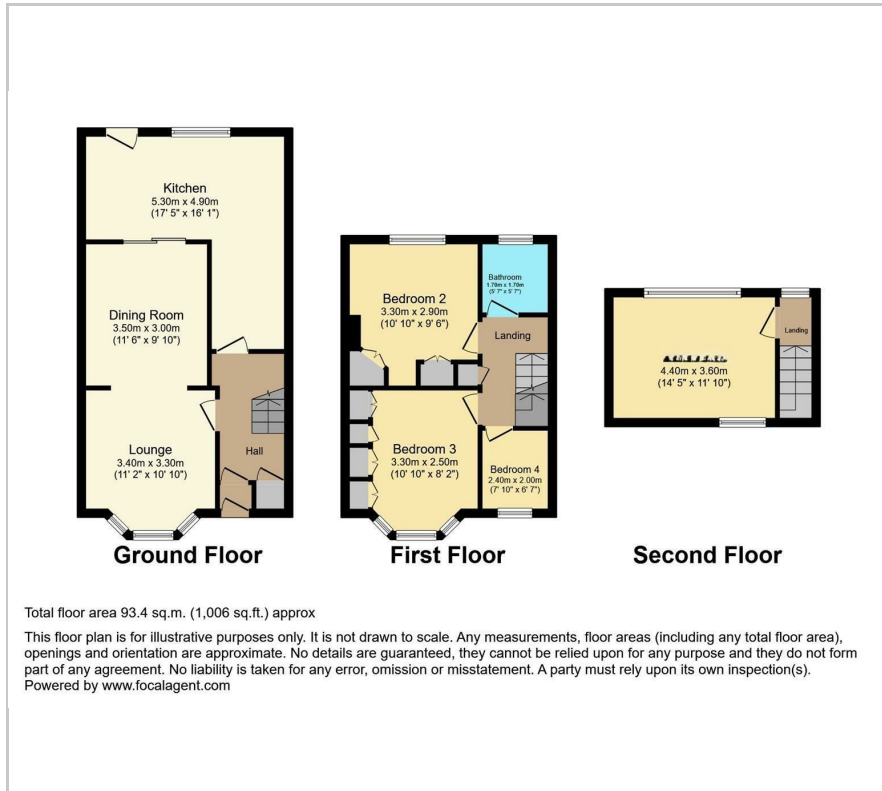 Kitchen
5.30m x 4.90m
(17' 5" x 16' 1")
Dining Room
3.50m x 3.00m
(11' 6" x 9' 10")
Lounge
3.40m x 3.30m
(11' 2" x 10' 10")
Hall
Ground Floor
Bedroom 2
3.30m x 2.90m
(10' 10" x 9' 6")
Bathroom
1.70m x 1.70m
(5' 7" x 5' 7")
Landing
Bedroom 3
3.30m x 2.50m
(10' 10" x 8' 2")
Bedroom 4
2.40m x 2.00m
(7' 10" x 6' 7")
First Floor
Landing
4.40m x 3.60m
(14' 5" x 11' 10")
Second Floor
Total floor area 93.4 sq.m. (1,006 sq.ft.) approx
This floor plan is for illustrative purposes only. It is not drawn to scale. Any measurements, floor areas (including any total floor area),
openings and orientation are approximate. No details are guaranteed, they cannot be relied upon for any purpose and they do not form
part of any agreement. No liability is taken for any error, omission or misstatement. A party must rely upon its own inspection(s).
Powered by www.focalagent.com